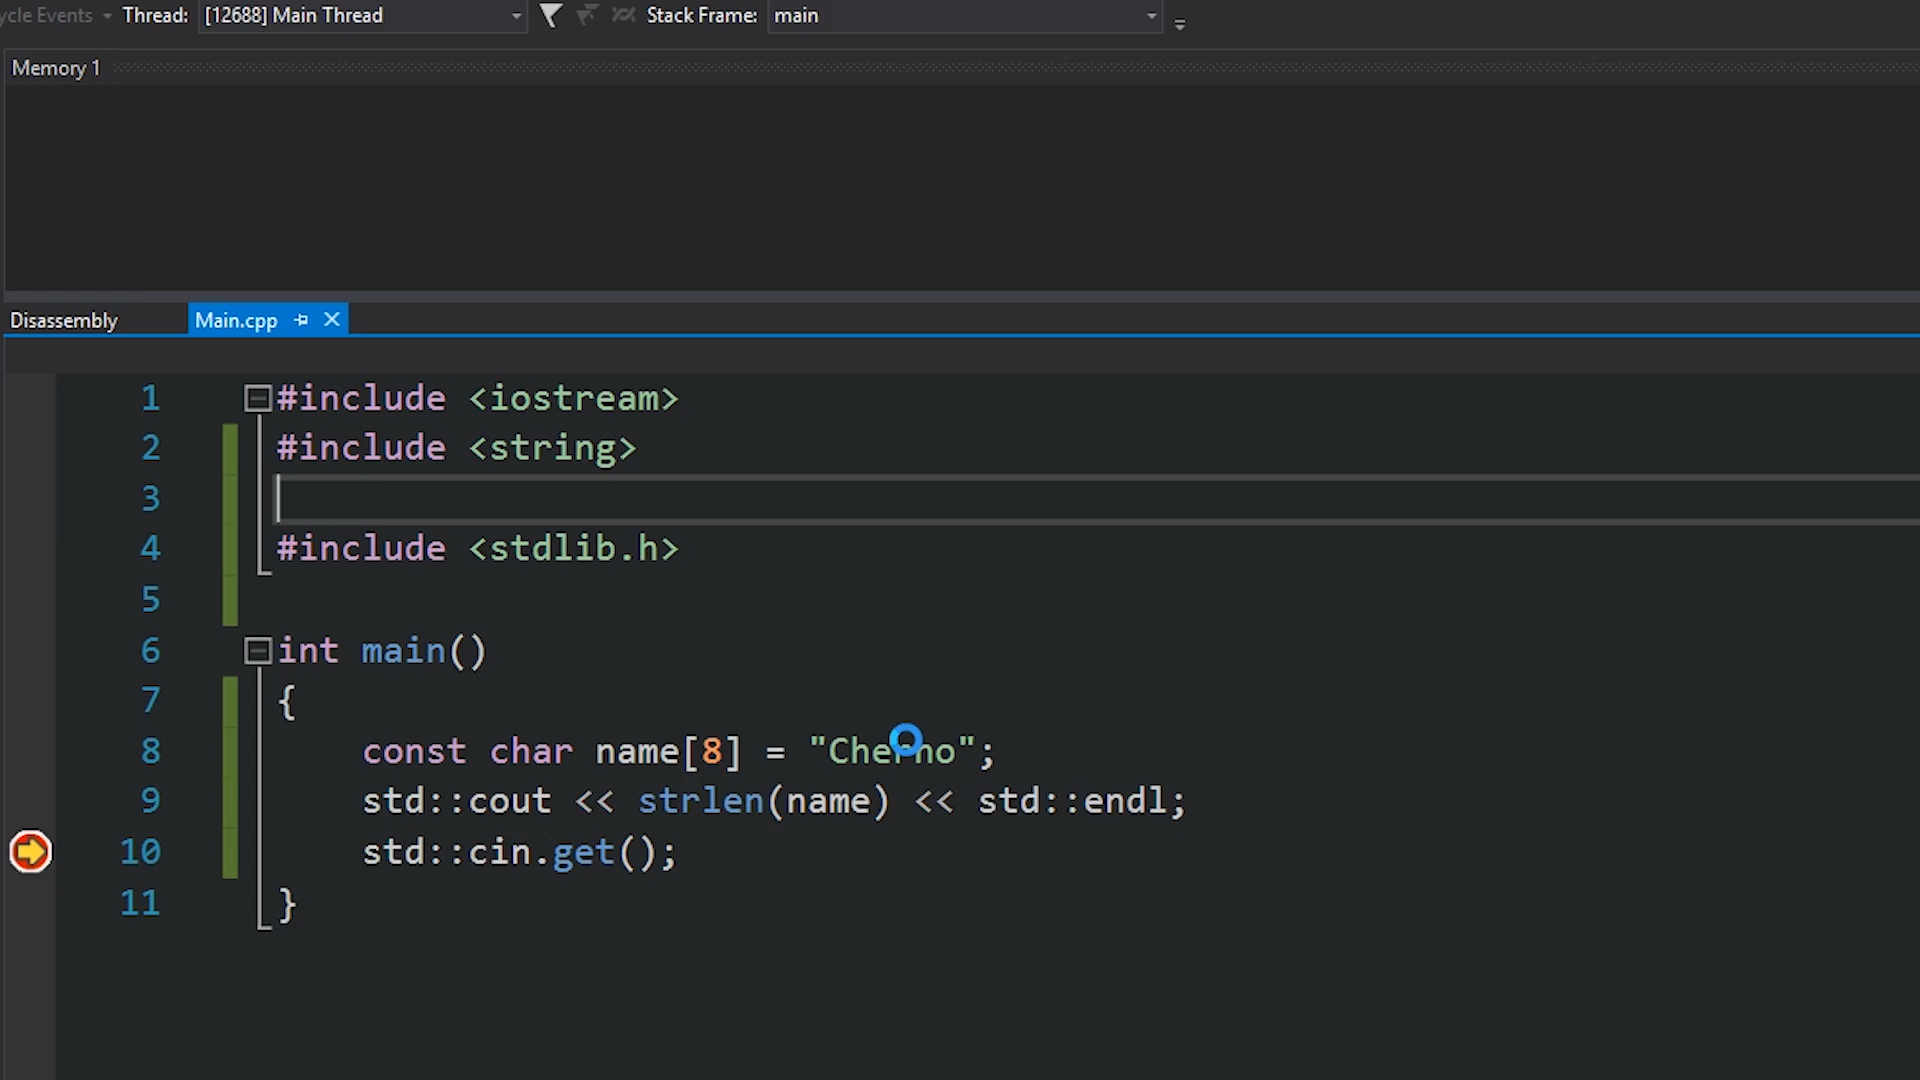 cle Events Thread: [12688] Main Thread Stack Frame: main
Memory 1
Disassembly Main.cpp
1 #include <iostream>
2 #include <string>
3
4 #include <stdlib.h>
5
6 int main()
7 {
8 const char name[8] = "Cherno";
9 std::cout << strlen(name) << std::endl;
10 std::cin.get();
11 }